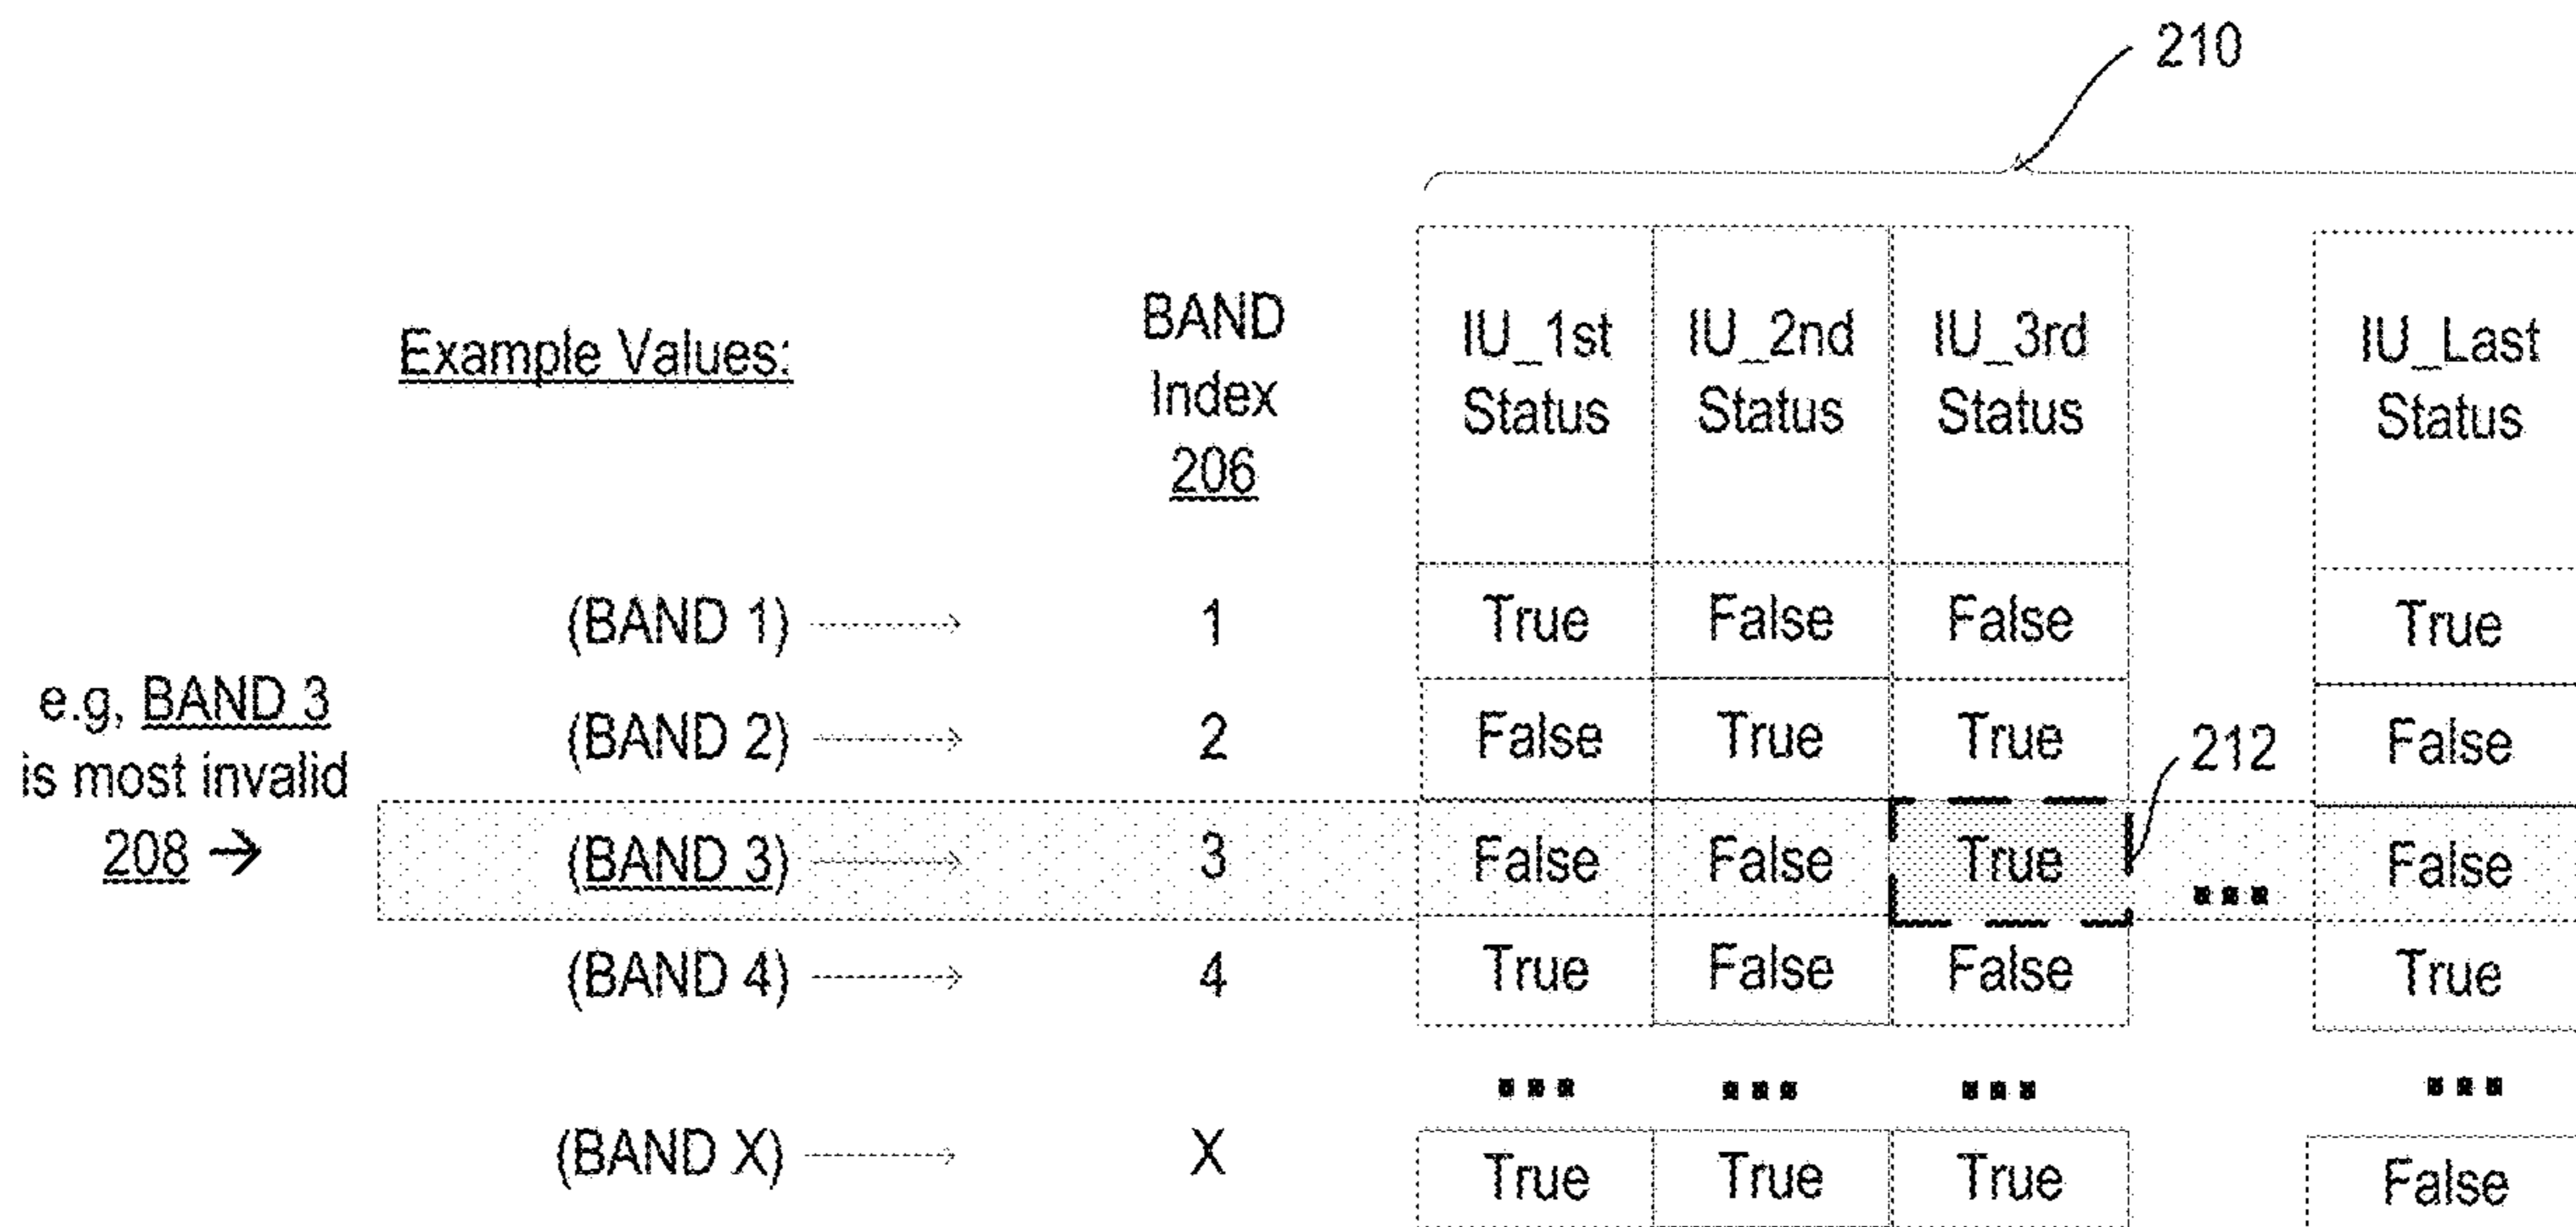 210
Example Values:
BAND
Index
206
IU_1st
Status
IU_2nd
Status
IU_3rd
Status
IU_Last
Status
(BAND 1) 1 True False False True
e.g, BAND 3
is most invalid
208 →
(BAND 2) 2 False True True False
212
(BAND 3) 3 False False True ... False
(BAND 4) 4 True False False True
... ... ... ...
(BAND X) X True True True False